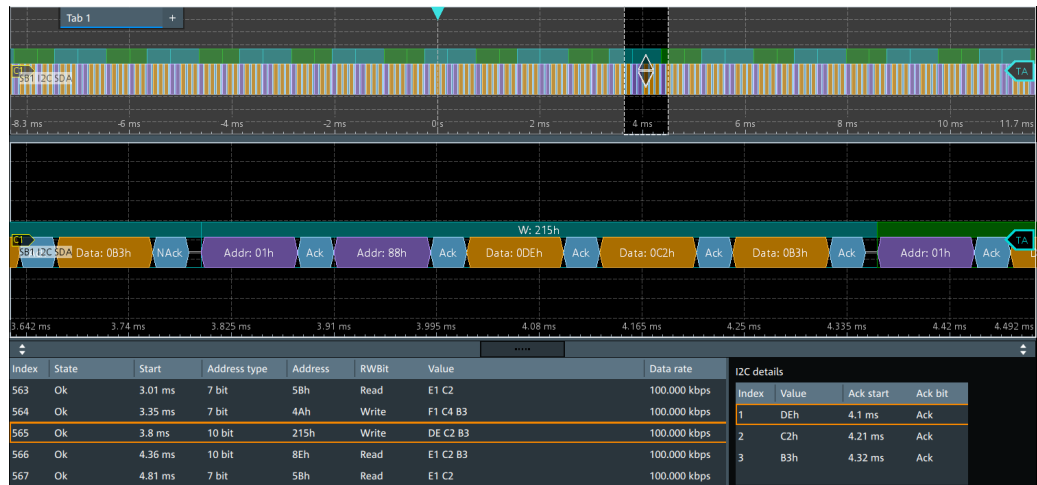 Tab 1 +
C1
SB1 I2C SDA
TA
-8.3 ms -6 ms -4 ms -2 ms 0 s 2 ms 4 ms 6 ms 8 ms 10 ms 11.7 ms
W: 215h
C1
TA
SB1 I2C SDA Data: 0B3h NAck Addr: 01h Ack Addr: 88h Ack Data: 0DEh Ack Data: 0C2h Ack Data: 0B3h Ack Addr: 01h Ack D
3.642 ms 3.74 ms 3.825 ms 3.91 ms 3.995 ms 4.08 ms 4.165 ms 4.25 ms 4.335 ms 4.42 ms 4.492 ms
Index State Start Address type Address RWBit Value Data rate
563 Ok 3.01 ms 7 bit 5Bh Read E1 C2 100.000 kbps
564 Ok 3.35 ms 7 bit 4Ah Write F1 C4 B3 100.000 kbps
565 Ok 3.8 ms 10 bit 215h Write DE C2 B3 100.000 kbps
566 Ok 4.36 ms 10 bit 8Eh Read E1 C2 B3 100.000 kbps
567 Ok 4.81 ms 7 bit 5Bh Read E1 C2 100.000 kbps
I2C details
Index Value Ack start Ack bit
1 DEh 4.1 ms Ack
2 C2h 4.21 ms Ack
3 B3h 4.32 ms Ack